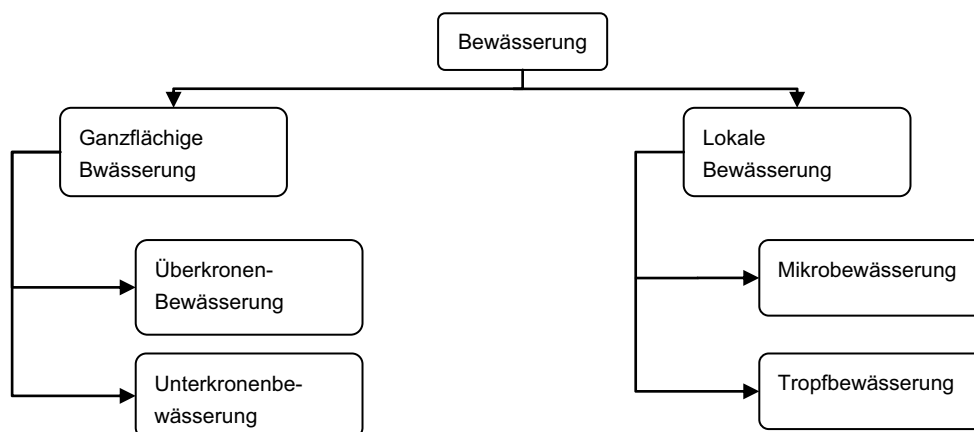 Bewässerung
Ganzflächige
Bwässerung
Lokale
Bewässerung
Überkronen-
Bewässerung
Mikrobewässerung
Unterkronenbe-
wässerung
Tropfbewässerung